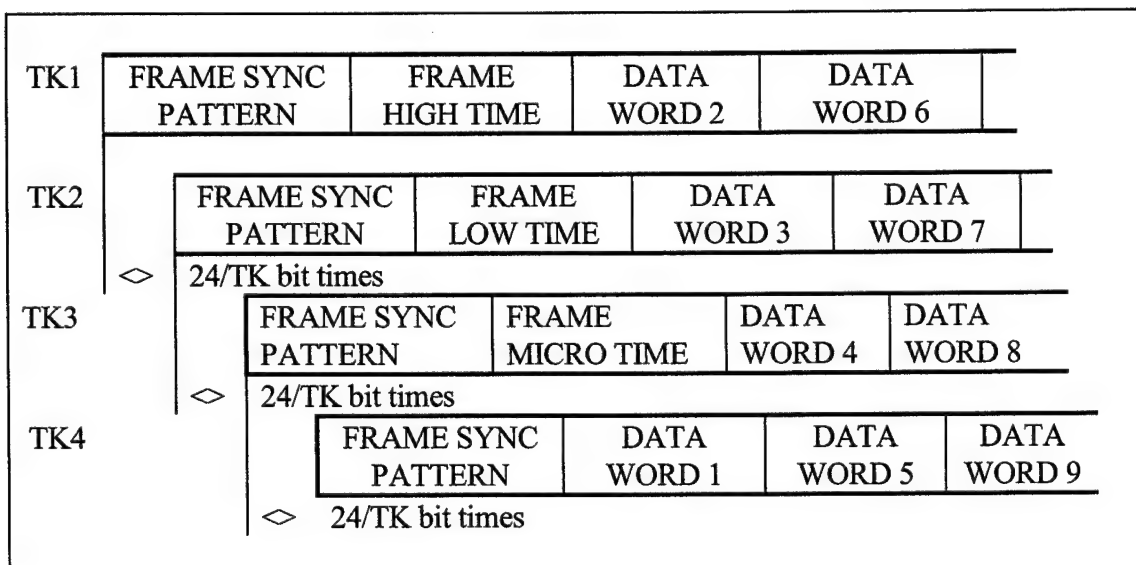 TK1 FRAME SYNC FRAME DATA DATA
PATTERN HIGH TIME WORD 2 WORD 6
TK2 FRAME SYNC FRAME DATA DATA
PATTERN LOW TIME WORD 3 WORD 7
<> 24/TK bit times
TK3 FRAME SYNC FRAME DATA DATA
PATTERN MICRO TIME WORD 4 WORD 8
<> 24/TK bit times
TK4 FRAME SYNC DATA DATA DATA
PATTERN WORD 1 WORD 5 WORD 9
<> 24/TK bit times